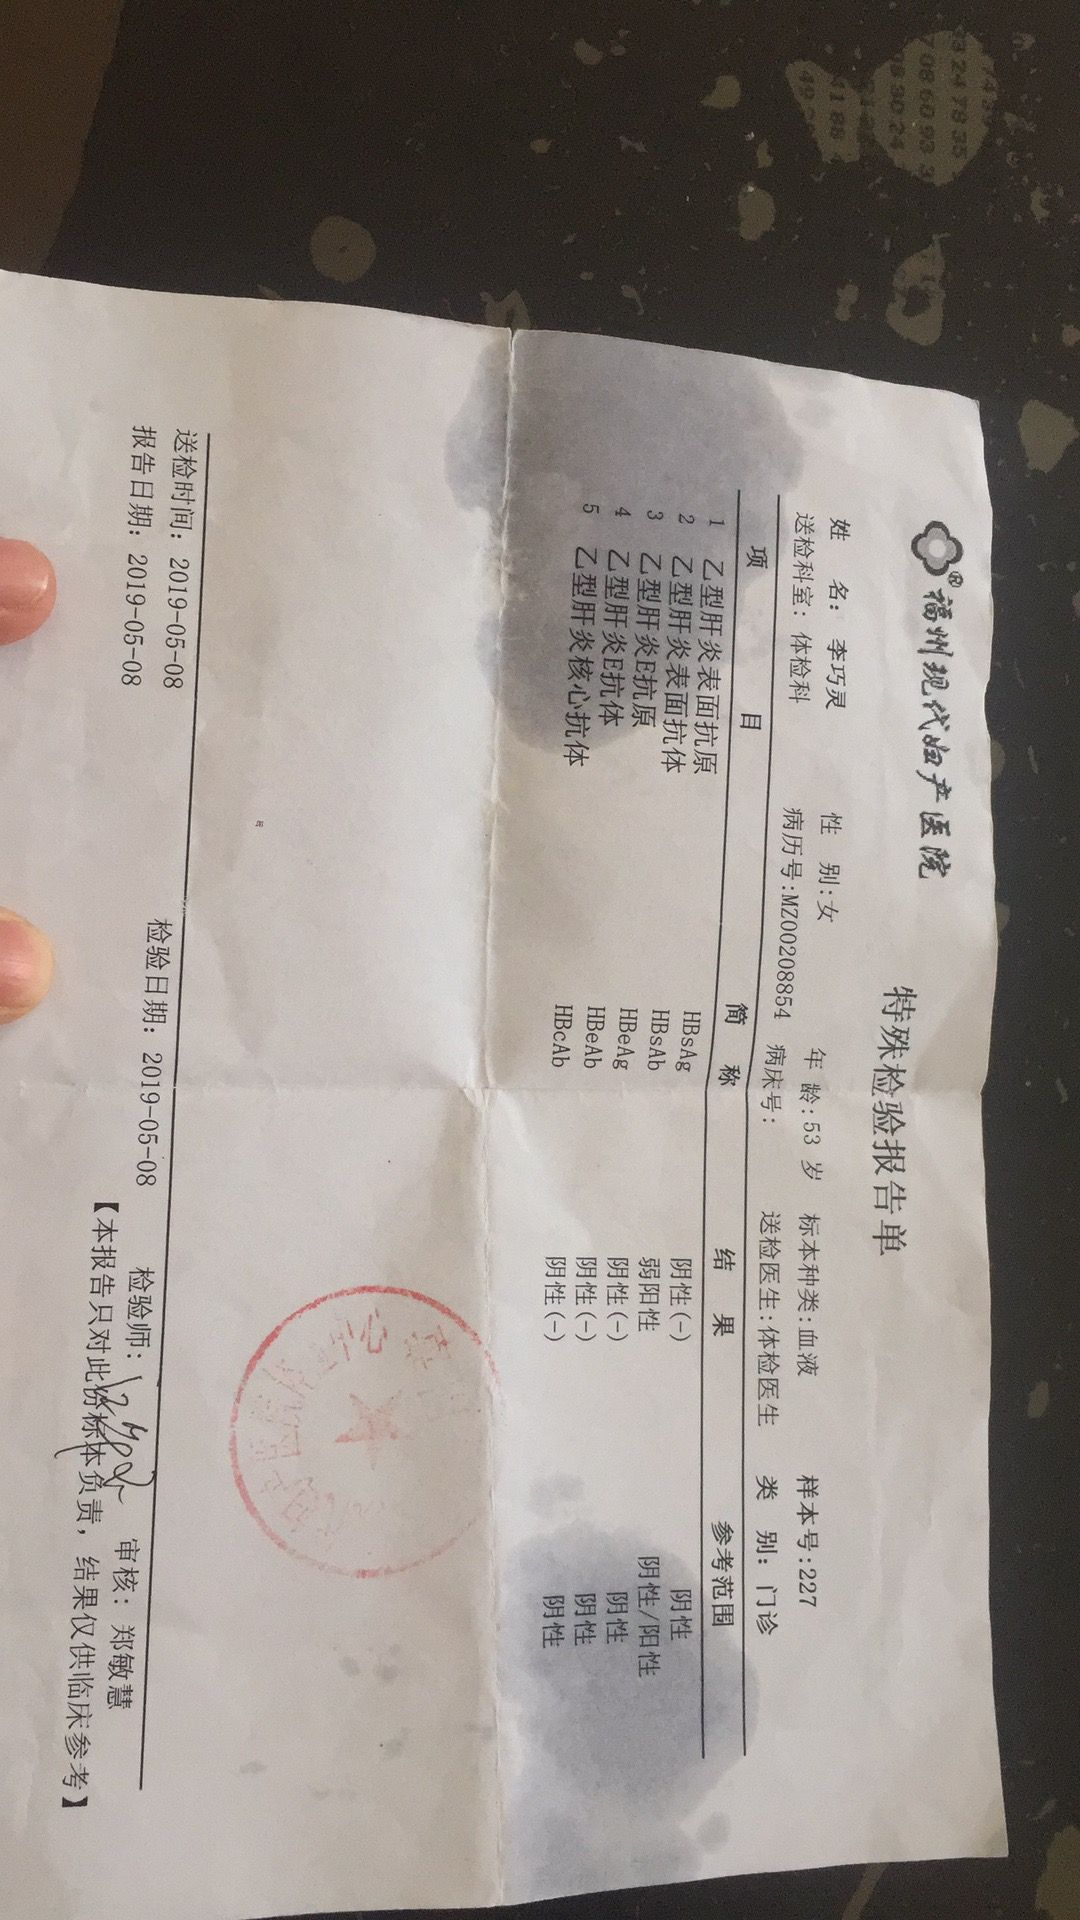 福州现代妇产医院
特殊检验报告单
姓 名: 李巧灵 性 别:女 年 龄:53 岁 标本种类:血液 样本号:227
送检科室: 体检科 病历号:MZ00208854 病床号: 送检医生:体检医生 类 别: 门诊
项 目 简 称 结 果 参考范围
1 乙型肝炎表面抗原 HBsAg 阴性(-) 阴性
2 乙型肝炎表面抗体 HBsAb 弱阳性 阴性/阳性
3 乙型肝炎E抗原 HBeAg 阴性(-) 阴性
4 乙型肝炎E抗体 HBeAb 阴性(-) 阴性
5 乙型肝炎核心抗体 HBcAb 阴性(-) 阴性
送检时间: 2019-05-08
报告日期: 2019-05-08 检验日期: 2019-05-08 检验师: 审核: 郑敏慧
【本报告只对此份标本负责, 结果仅供临床参考】